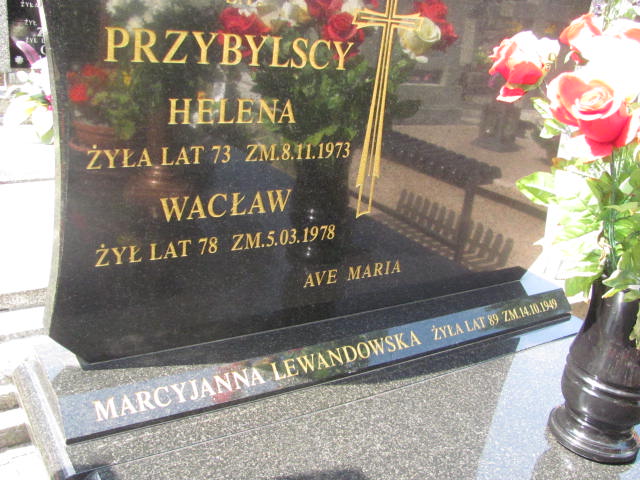 PRZYBYLSCY
HELENA
ŻYŁA LAT 73 ZM.8.11.1973
WACŁAW
ŻYŁ LAT 78 ZM.5.03.1978
AVE MARIA
MARCYJANNA LEWANDOWSKA ŻYŁA LAT 89 ZM.14.10.1949